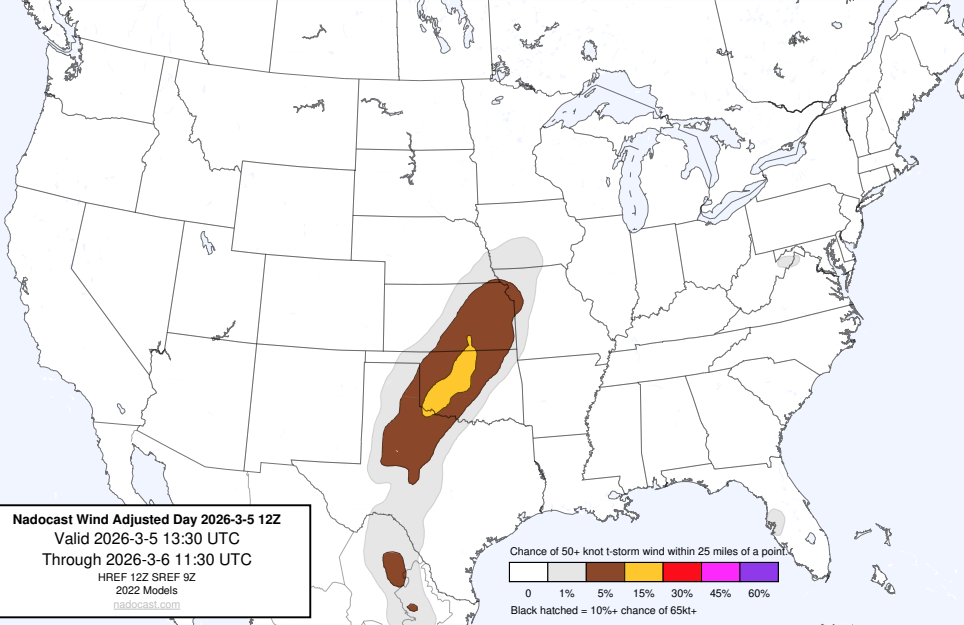 Nadocast Wind Adjusted Day 2026-3-5 12Z
Valid 2026-3-5 13:30 UTC
Through 2026-3-6 11:30 UTC
HREF 12Z SREF 9Z
2022 Models
nadocast.com
Chance of 50+ knot t-storm wind within 25 miles of a point.
0 1% 5% 15% 30% 45% 60%
Black hatched = 10%+ chance of 65kt+